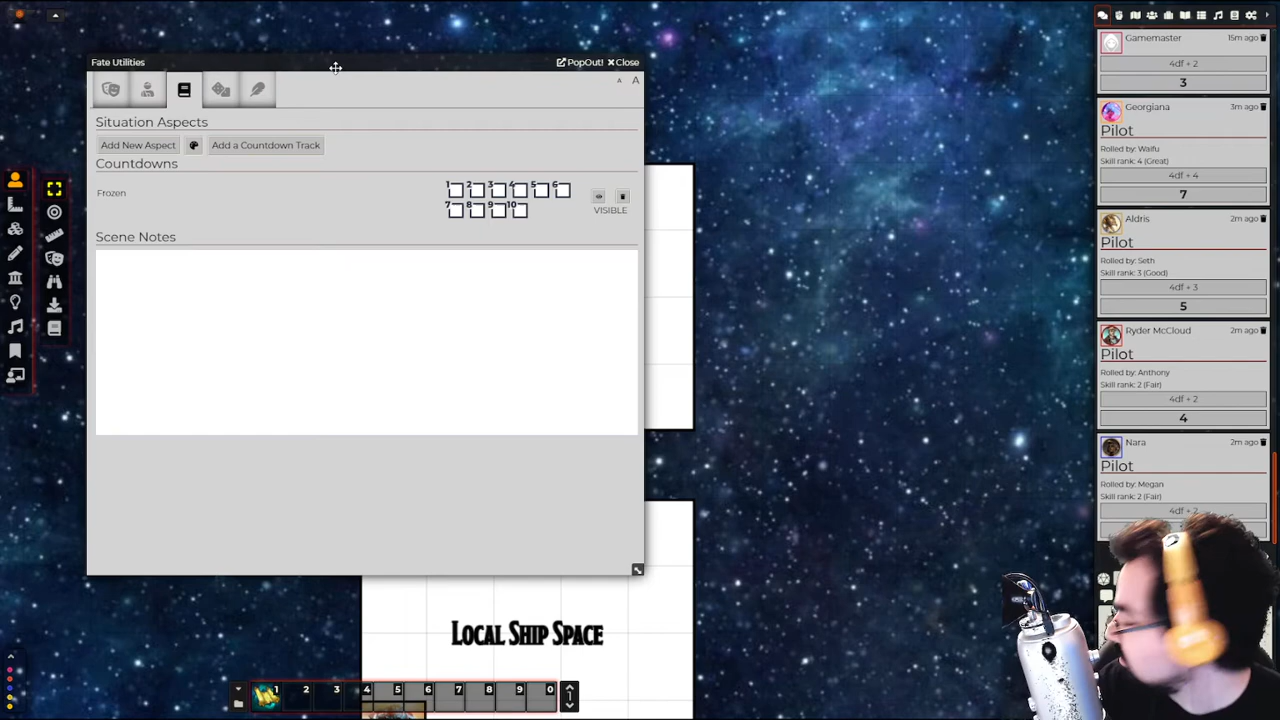 Fate Utilities
PopOut! Close
A A
Situation Aspects
Add New Aspect Add a Countdown Track
Countdowns
Frozen
1 2 3 4 5 6
7 8 9 10
VISIBLE
Scene Notes
Local Ship Space
1 2 3 4 5 6 7 8 9 0
1
Gamemaster 15m ago
4df + 2
3
Georgiana 3m ago
Pilot
Rolled by: Waifu
Skill rank: 4 (Great)
4df + 4
7
Aldris 2m ago
Pilot
Rolled by: Seth
Skill rank: 3 (Good)
4df + 3
5
Ryder McCloud 2m ago
Pilot
Rolled by: Anthony
Skill rank: 2 (Fair)
4df + 2
4
Nara 2m ago
Pilot
Rolled by: Megan
Skill rank: 2 (Fair)
4df + 2